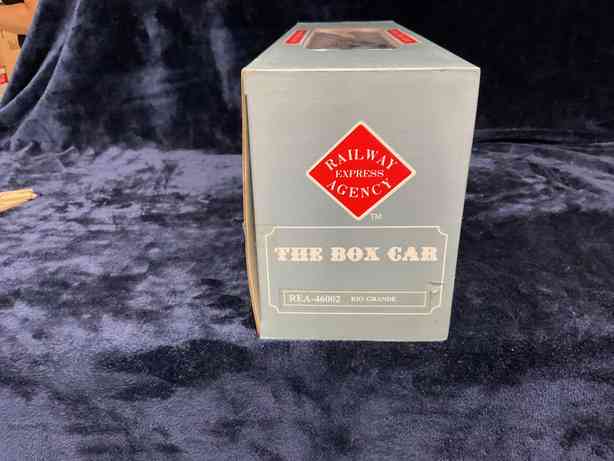 RAILWAY
EXPRESS
AGENCY
TM
THE BOX CAR
REA-46002 RIO GRANDE